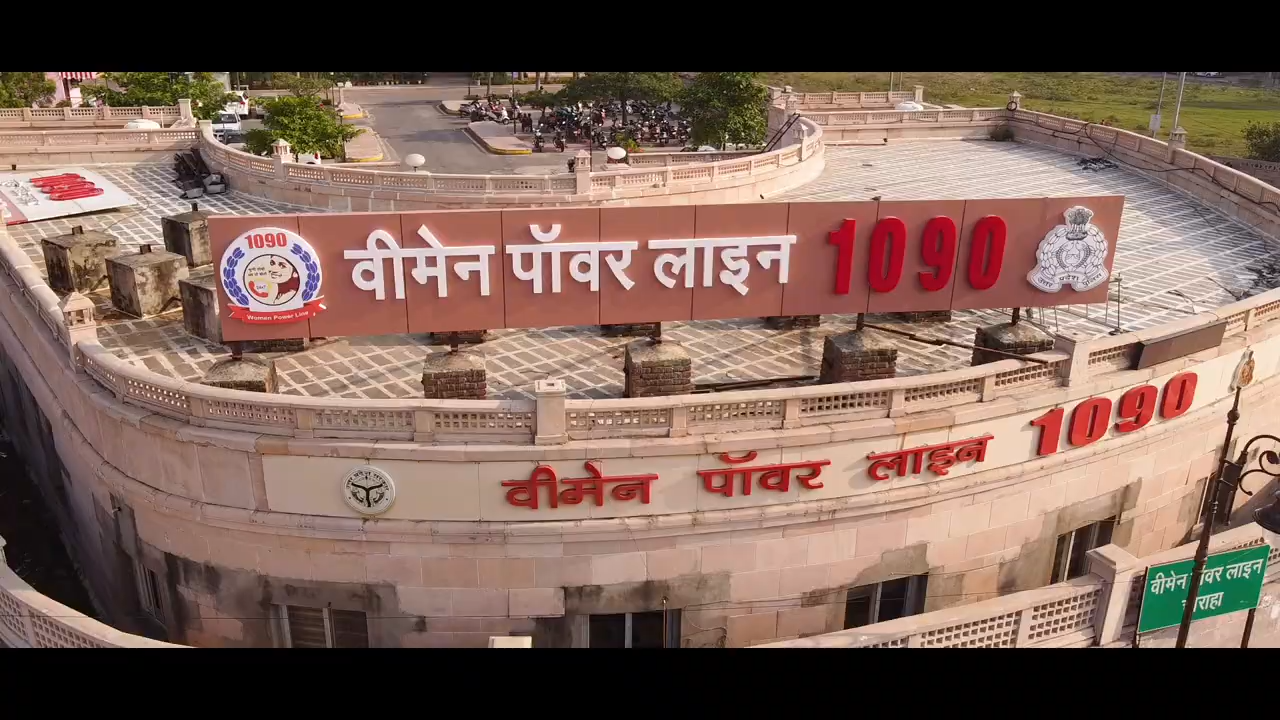 1090
Women Power Line
वीमेन पॉवर लाइन 1090
वीमेन पॉवर लाइन 1090
वीमेन पॉवर लाइन
चौराहा